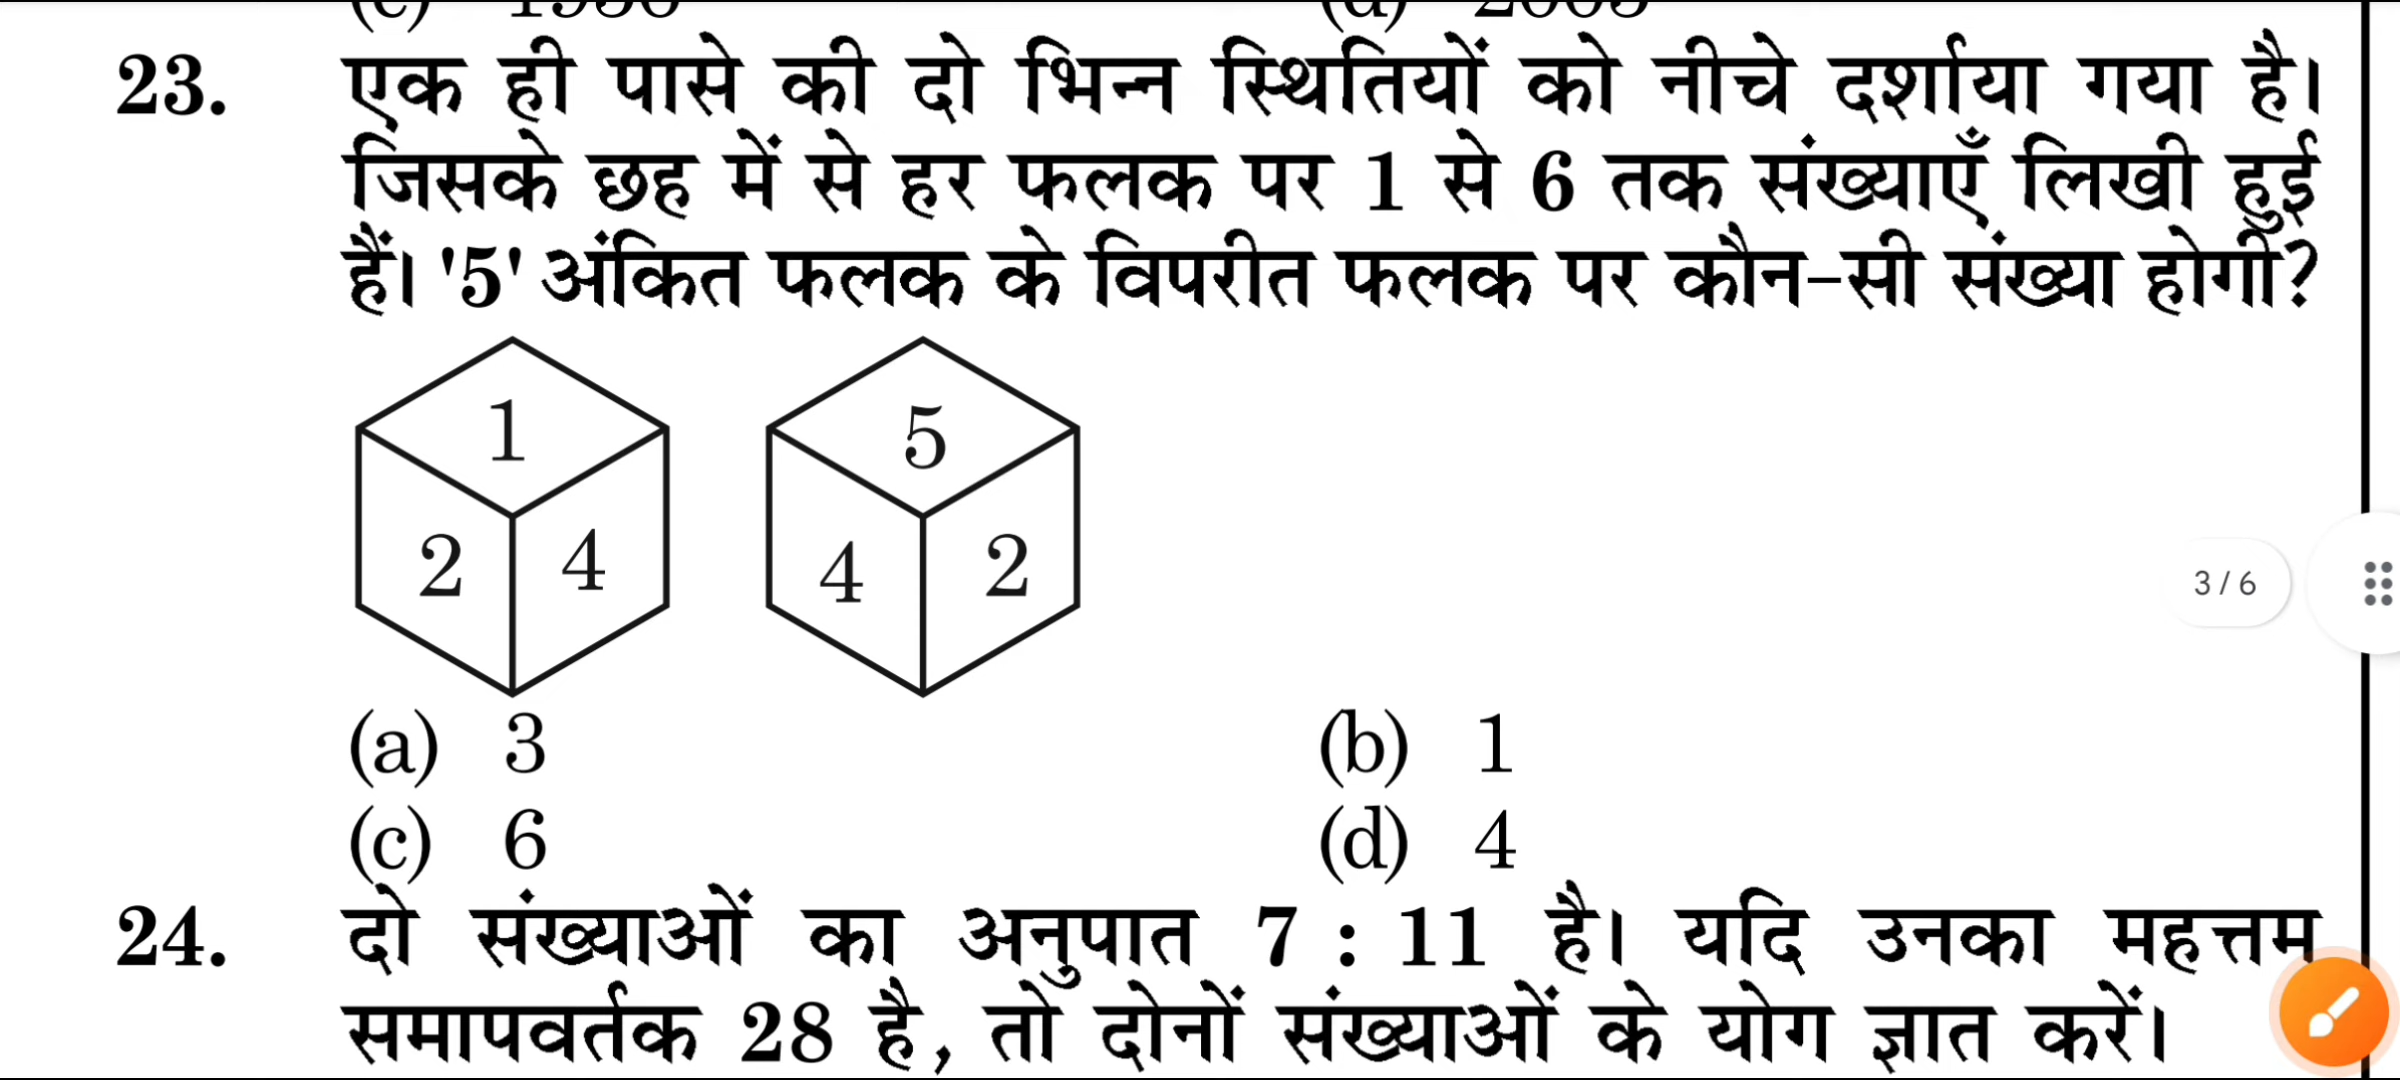 23. एक ही पासे की दो भिन्न स्थितियों को नीचे दर्शाया गया है।
जिसके छह में से हर फलक पर 1 से 6 तक संख्याएँ लिखी हुई
हैं। '5' अंकित फलक के विपरीत फलक पर कौन-सी संख्या होगी?
1 5
2 4 4 2
3 / 6
(a) 3 (b) 1
(c) 6 (d) 4
24. दो संख्याओं का अनुपात 7 : 11 है। यदि उनका महत्तम
समापवर्तक 28 है, तो दोनों संख्याओं के योग ज्ञात करें।